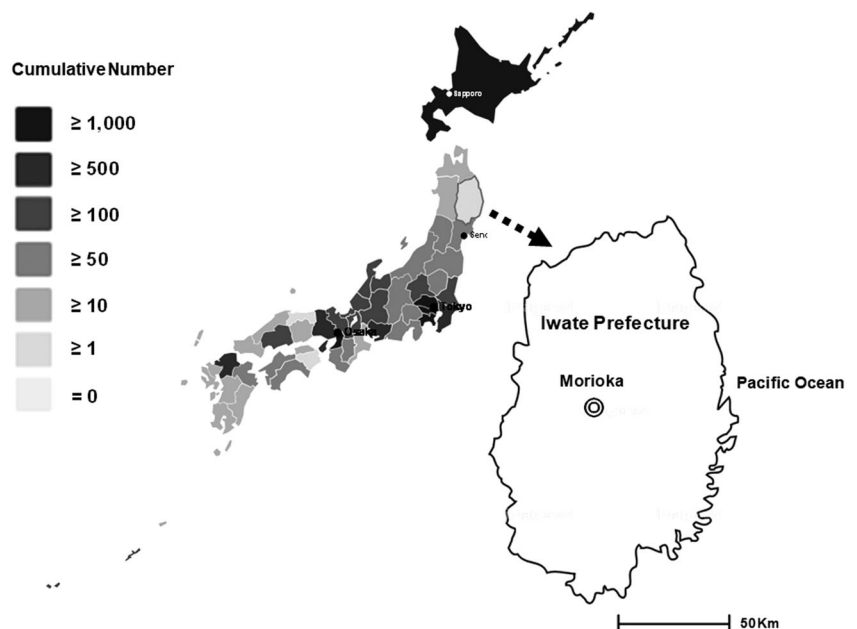 Cumulative Number
≥ 1,000
≥ 500
≥ 100
≥ 50
≥ 10
≥ 1
= 0
Sapporo
Tokyo
Osaka
Iwate Prefecture
Morioka
Pacific Ocean
50Km